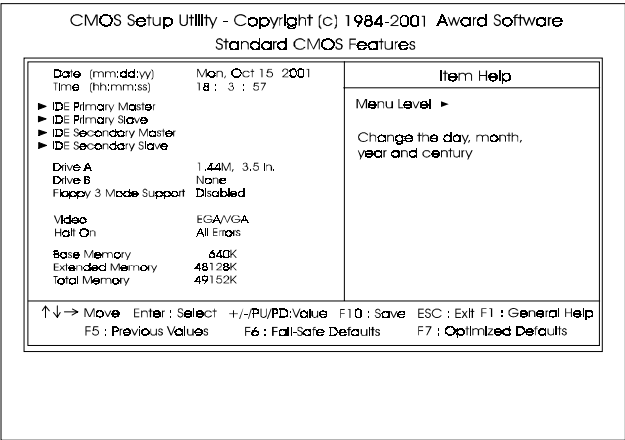 CMOS Setup Utility - Copyright (c) 1984-2001 Award Software
Standard CMOS Features
Date (mm:dd:yy) Mon, Oct 15 2001
Time (hh:mm:ss) 18 : 3 : 57
► IDE Primary Master
► IDE Primary Slave
► IDE Secondary Master
► IDE Secondary Slave
Drive A 1.44M, 3.5 in.
Drive B None
Floppy 3 Mode Support Disabled
Video EGA/VGA
Halt On All Errors
Base Memory 640K
Extended Memory 48128K
Total Memory 49152K
Item Help
Menu Level ►
Change the day, month,
year and century
↑↓→ Move Enter : Select +/-/PU/PD:Value F10 : Save ESC : Exit F1 : General Help
F5 : Previous Values F6 : Fail-Safe Defaults F7 : Optimized Defaults